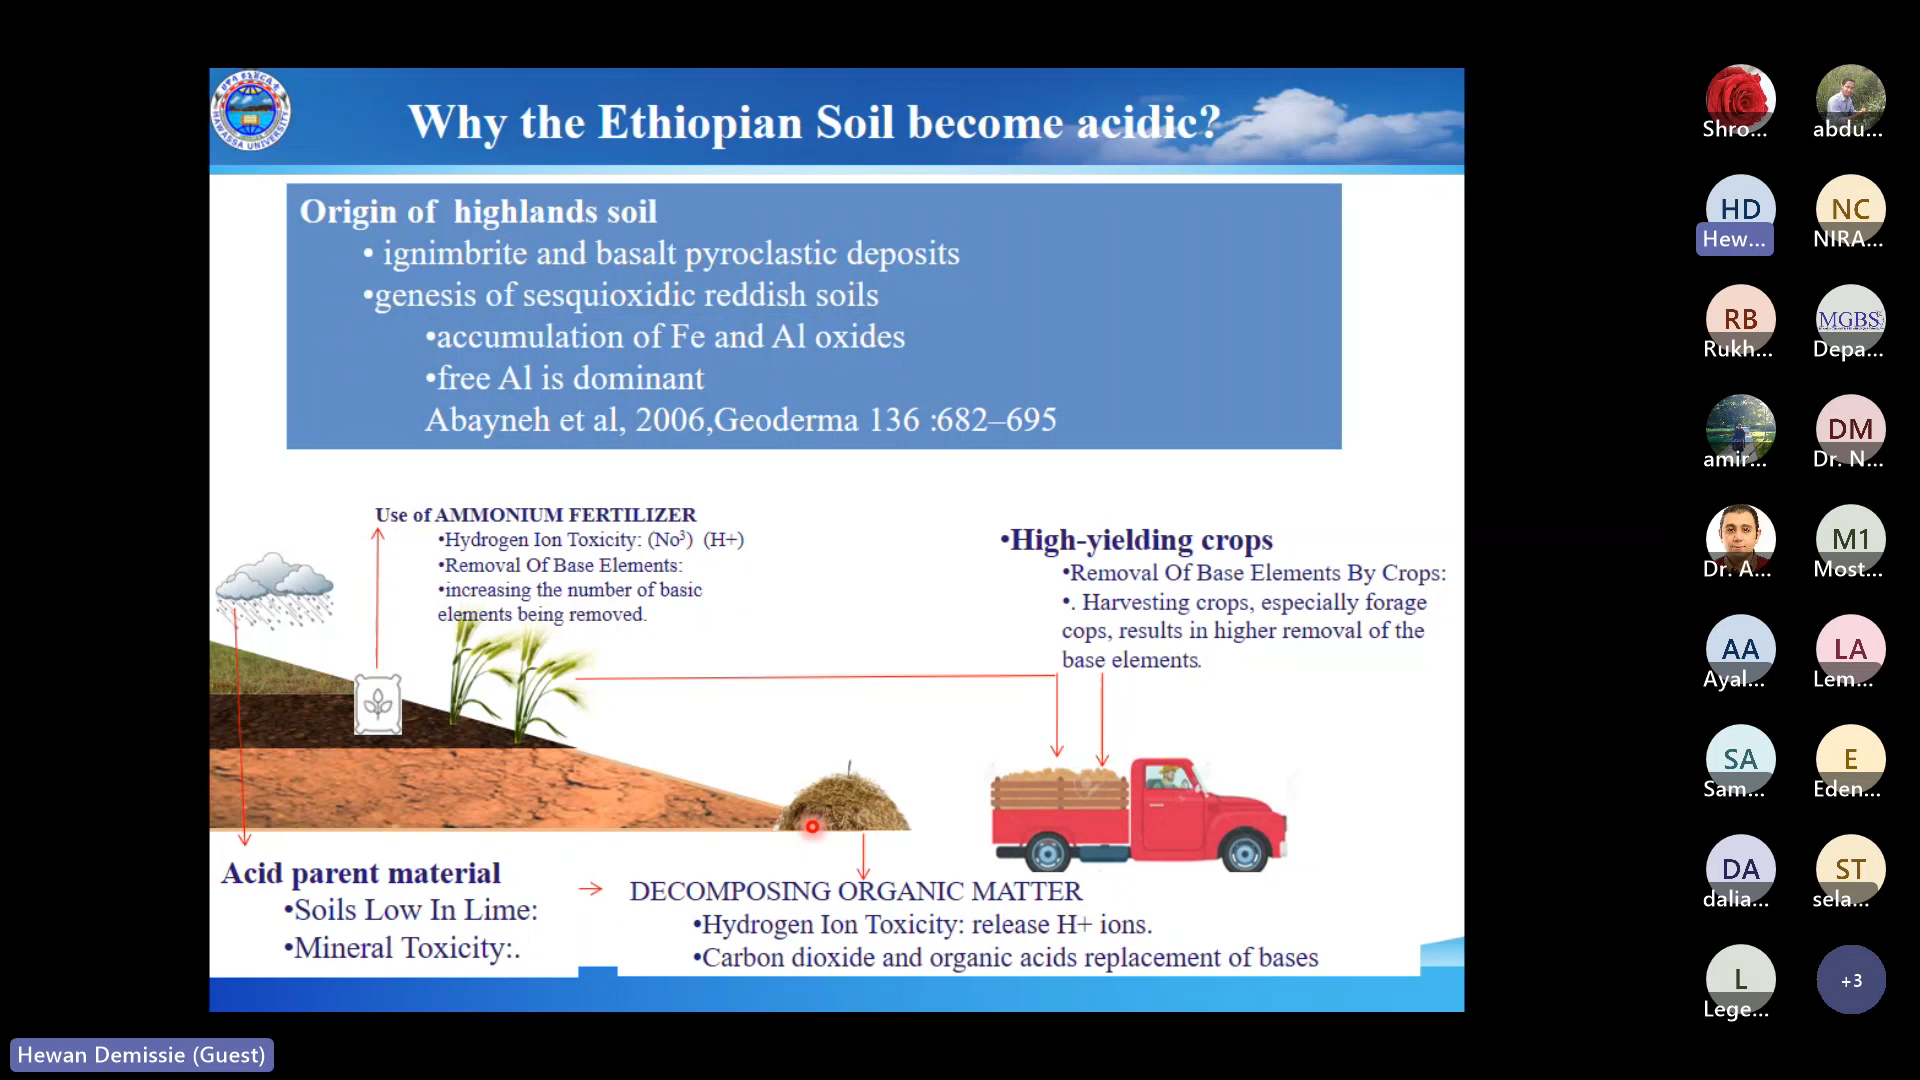 Why the Ethiopian Soil become acidic?
HAWASSA UNIVERSITY
Origin of highlands soil
• ignimbrite and basalt pyroclastic deposits
•genesis of sesquioxidic reddish soils
•accumulation of Fe and Al oxides
•free Al is dominant
Abayneh et al, 2006,Geoderma 136 :682–695
Use of AMMONIUM FERTILIZER
•Hydrogen Ion Toxicity: (No³) (H+)
•Removal Of Base Elements:
•increasing the number of basic
elements being removed.
•High-yielding crops
•Removal Of Base Elements By Crops:
•. Harvesting crops, especially forage
cops, results in higher removal of the
base elements.
Acid parent material
•Soils Low In Lime:
•Mineral Toxicity:.
DECOMPOSING ORGANIC MATTER
•Hydrogen Ion Toxicity: release H+ ions.
•Carbon dioxide and organic acids replacement of bases
Shro...
abdu...
HD
Hew...
NC
NIRA...
RB
Rukh...
MGBS
Depa...
amir...
DM
Dr. N...
Dr. A...
M1
Most...
AA
Ayal...
LA
Lem...
SA
Sam...
E
Eden...
DA
dalia...
ST
sela...
L
Lege...
+3
Hewan Demissie (Guest)